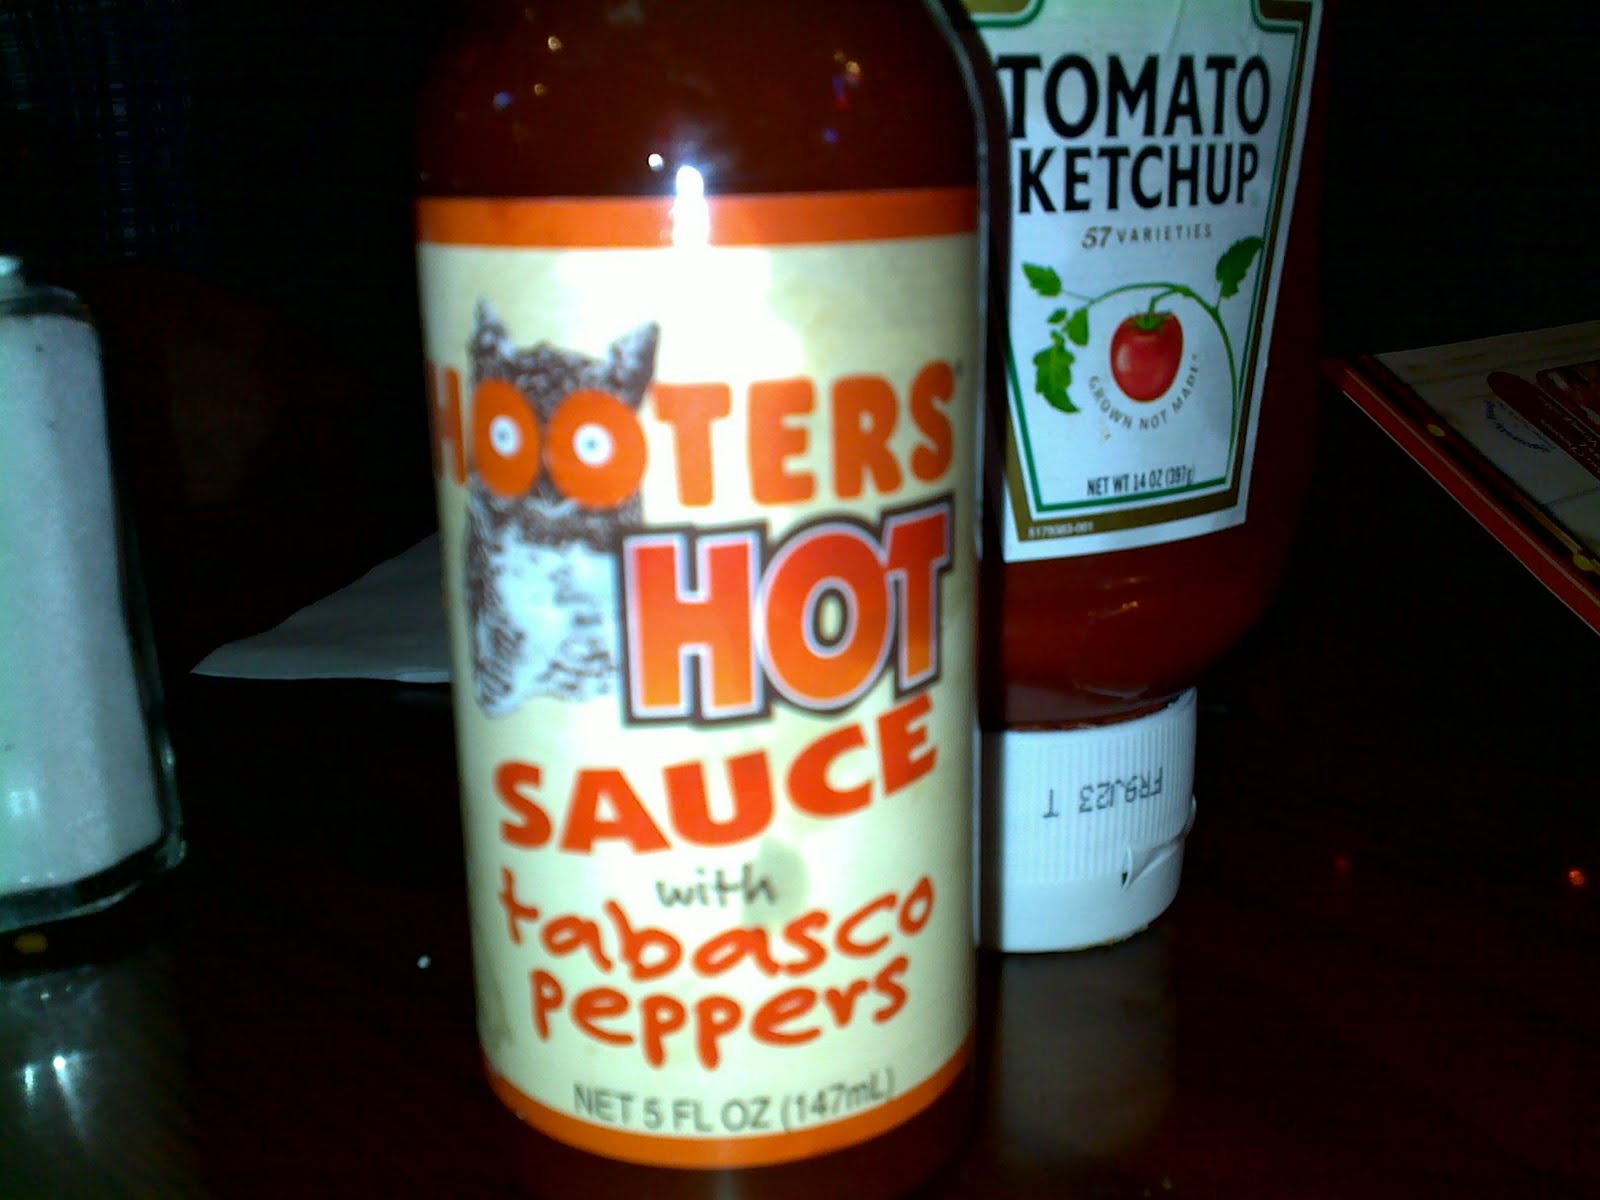 HOOTERS
HOT
SAUCE
with
tabasco
peppers
NET 5 FL OZ (147mL)
TOMATO
KETCHUP
57 VARIETIES
GROWN NOT MADE
NET WT 14 OZ (397g)
FR9J23 T